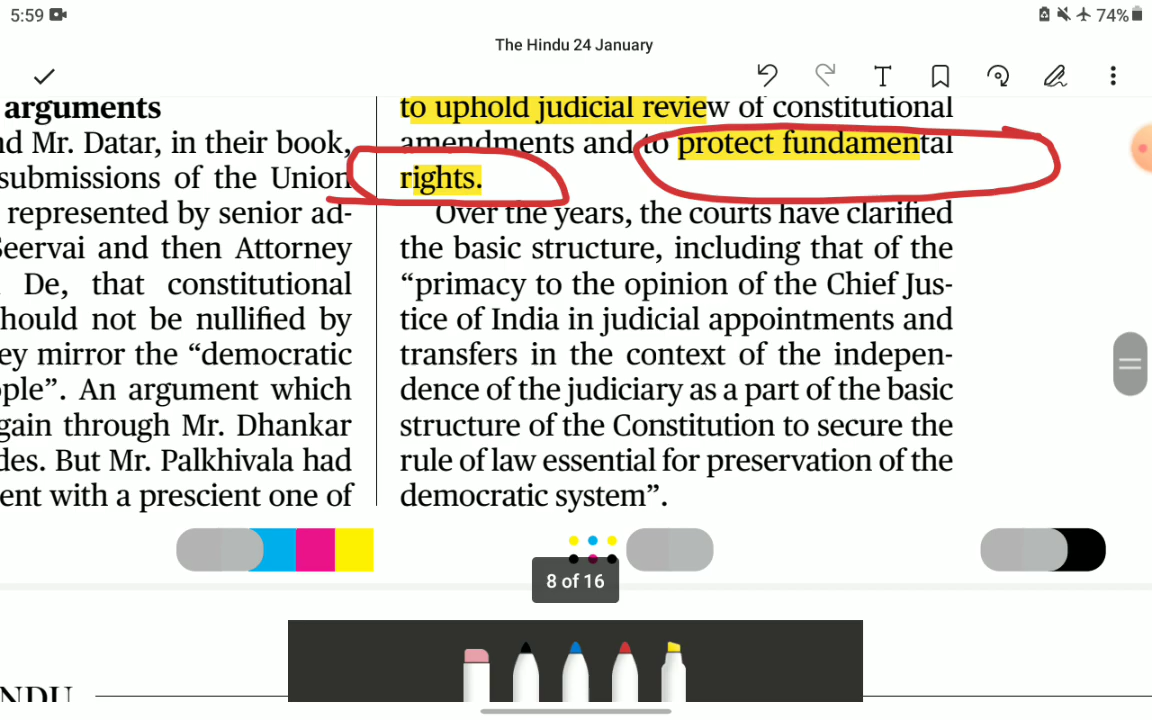 5:59
74%
The Hindu 24 January
arguments
nd Mr. Datar, in their book,
submissions of the Union
represented by senior ad-
Seervai and then Attorney
De, that constitutional
hould not be nullified by
ey mirror the “democratic
ople”. An argument which
gain through Mr. Dhankar
des. But Mr. Palkhivala had
ent with a prescient one of
to uphold judicial review of constitutional
amendments and to protect fundamental
rights.
Over the years, the courts have clarified
the basic structure, including that of the
“primacy to the opinion of the Chief Jus-
tice of India in judicial appointments and
transfers in the context of the indepen-
dence of the judiciary as a part of the basic
structure of the Constitution to secure the
rule of law essential for preservation of the
democratic system”.
8 of 16
NDU